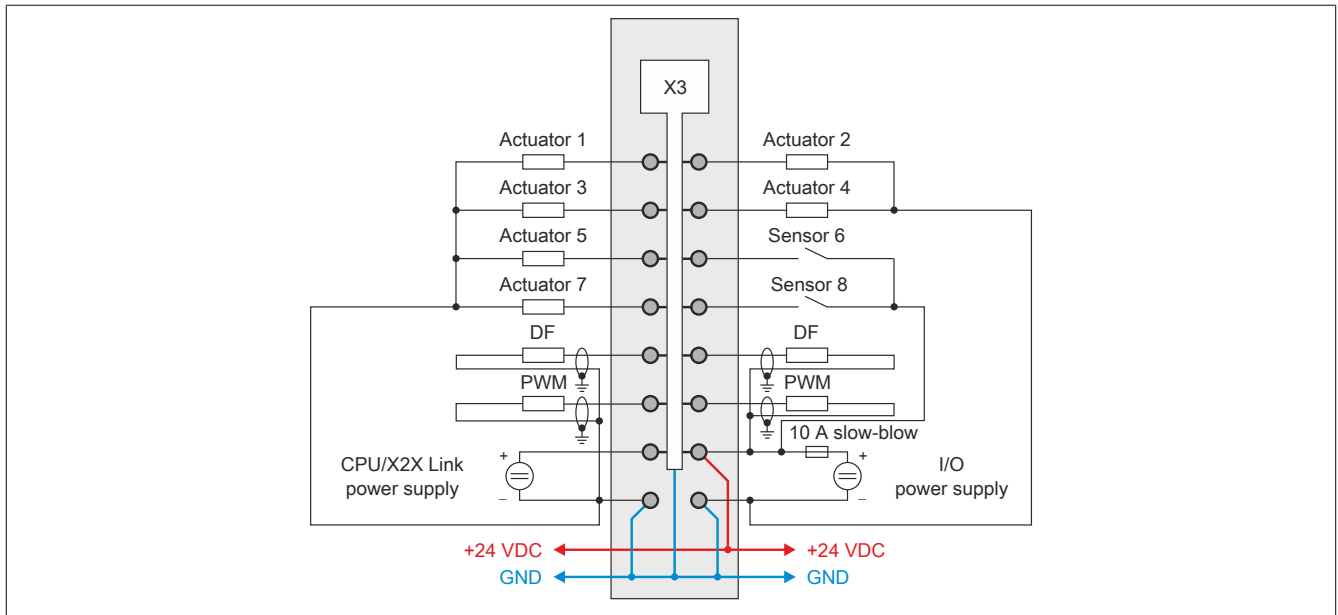 X3
Actuator 1
Actuator 2
Actuator 3
Actuator 4
Actuator 5
Sensor 6
Actuator 7
Sensor 8
DF
DF
PWM
PWM
10 A slow-blow
+
+
CPU/X2X Link
power supply
I/O
power supply
–
–
+24 VDC
+24 VDC
GND
GND